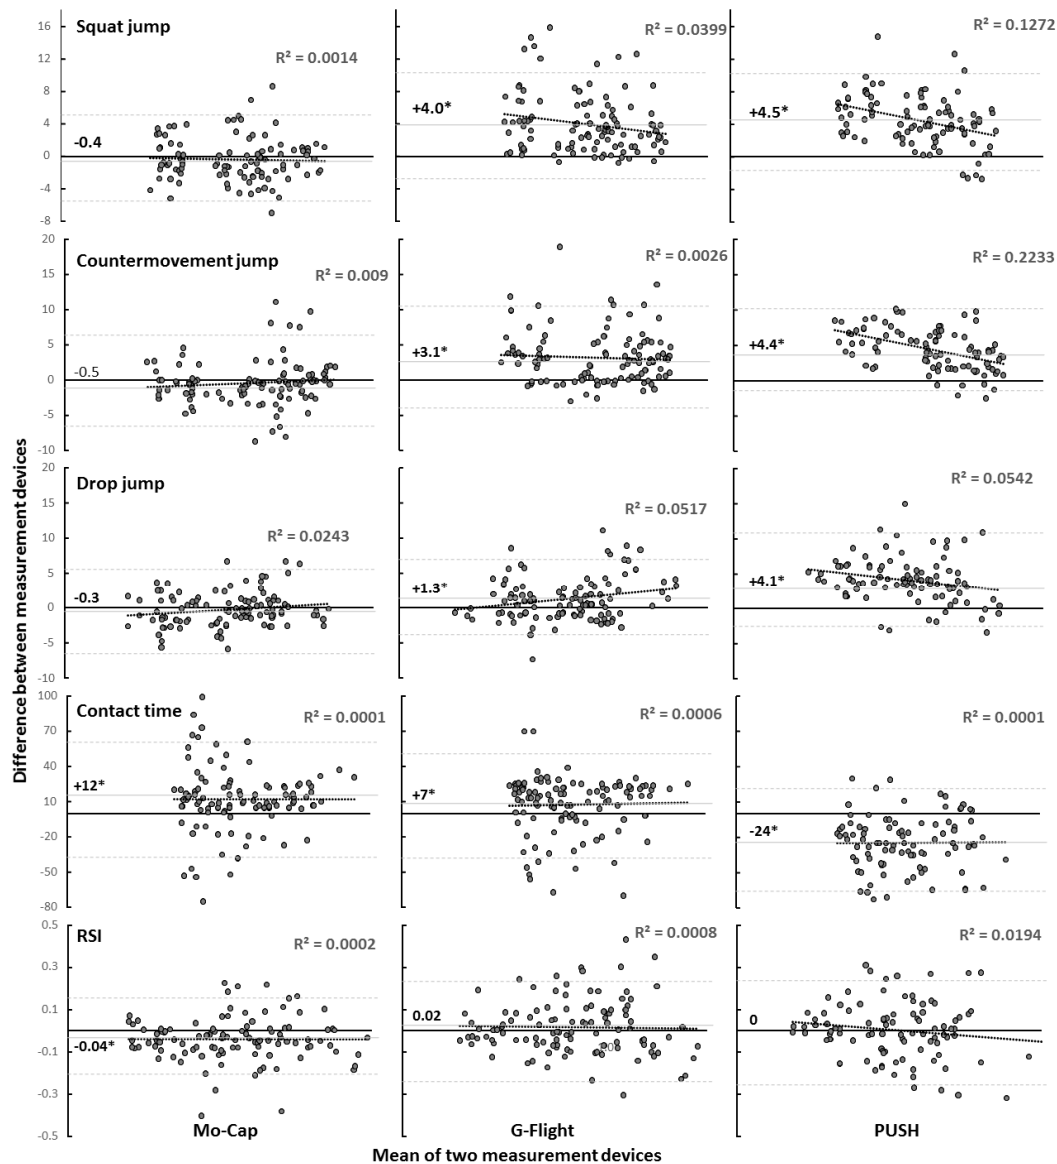 Squat jump
R² = 0.0014
R² = 0.0399
R² = 0.1272
16
12
8
4
0
-4
-8
-0.4
+4.0*
+4.5*
Countermovement jump
R² = 0.009
R² = 0.0026
R² = 0.2233
20
15
10
5
0
-5
-10
-0.5
+3.1*
+4.4*
Drop jump
R² = 0.0243
R² = 0.0517
R² = 0.0542
20
15
10
5
0
-5
-10
-0.3
+1.3*
+4.1*
Contact time
R² = 0.0001
R² = 0.0006
R² = 0.0001
100
70
40
10
-20
-50
-80
+12*
+7*
-24*
RSI
R² = 0.0002
R² = 0.0008
R² = 0.0194
0.5
0.3
0.1
-0.1
-0.3
-0.5
-0.04*
0.02
0
Mo-Cap
G-Flight
PUSH
Difference between measurement devices
Mean of two measurement devices